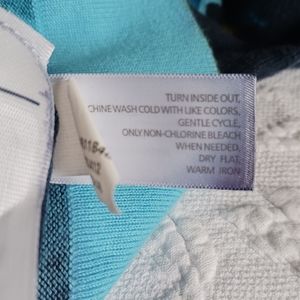 TURN INSIDE OUT,
CHINE WASH COLD WITH LIKE COLORS,
GENTLE CYCLE,
ONLY NON-CHLORINE BLEACH
WHEN NEEDED,
DRY FLAT,
WARM IRON